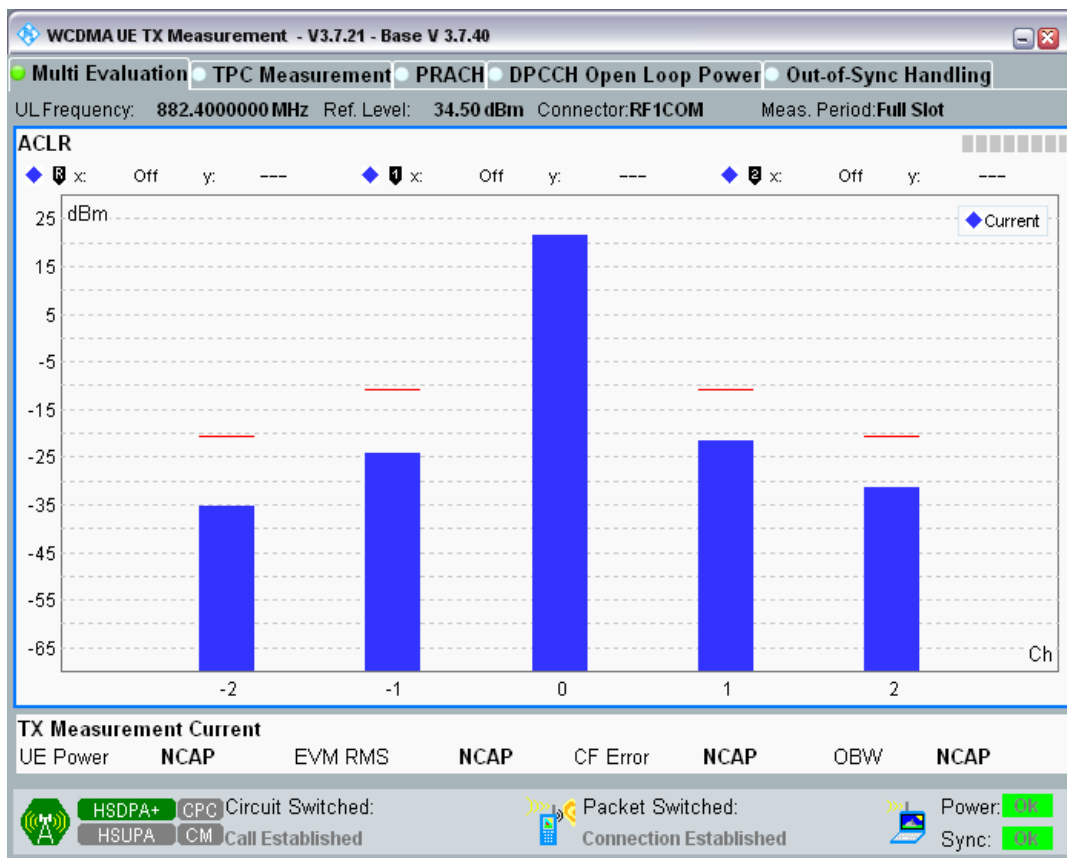 WCDMA UE TX Measurement - V3.7.21 - Base V 3.7.40
Multi Evaluation TPC Measurement PRACH DPCCH Open Loop Power Out-of-Sync Handling
UL Frequency: 882.4000000 MHz Ref. Level: 34.50 dBm Connector:RF1COM Meas. Period:Full Slot
ACLR
R x: Off y: --- 1 x: Off y: --- 2 x: Off y: ---
dBm
Current
25
15
5
-5
-15
-25
-35
-45
-55
-65
Ch
-2 -1 0 1 2
TX Measurement Current
UE Power NCAP EVM RMS NCAP CF Error NCAP OBW NCAP
HSDPA+ CPC Circuit Switched: Packet Switched: Power: Ok
HSUPA CM Call Established Connection Established Sync: Ok